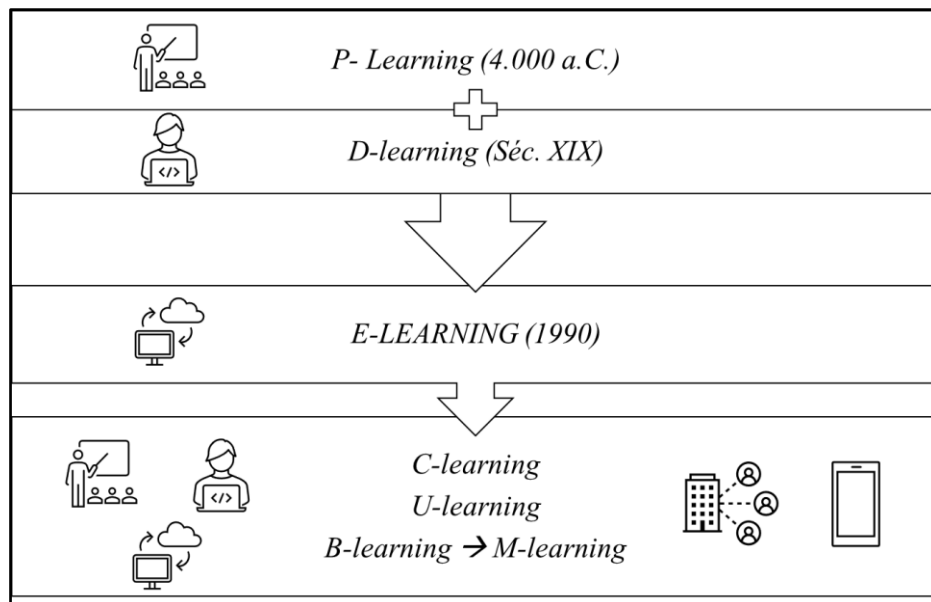 P- Learning (4.000 a.C.)
D-learning (Séc. XIX)
</>
E-LEARNING (1990)
C-learning
U-learning
B-learning → M-learning
</>